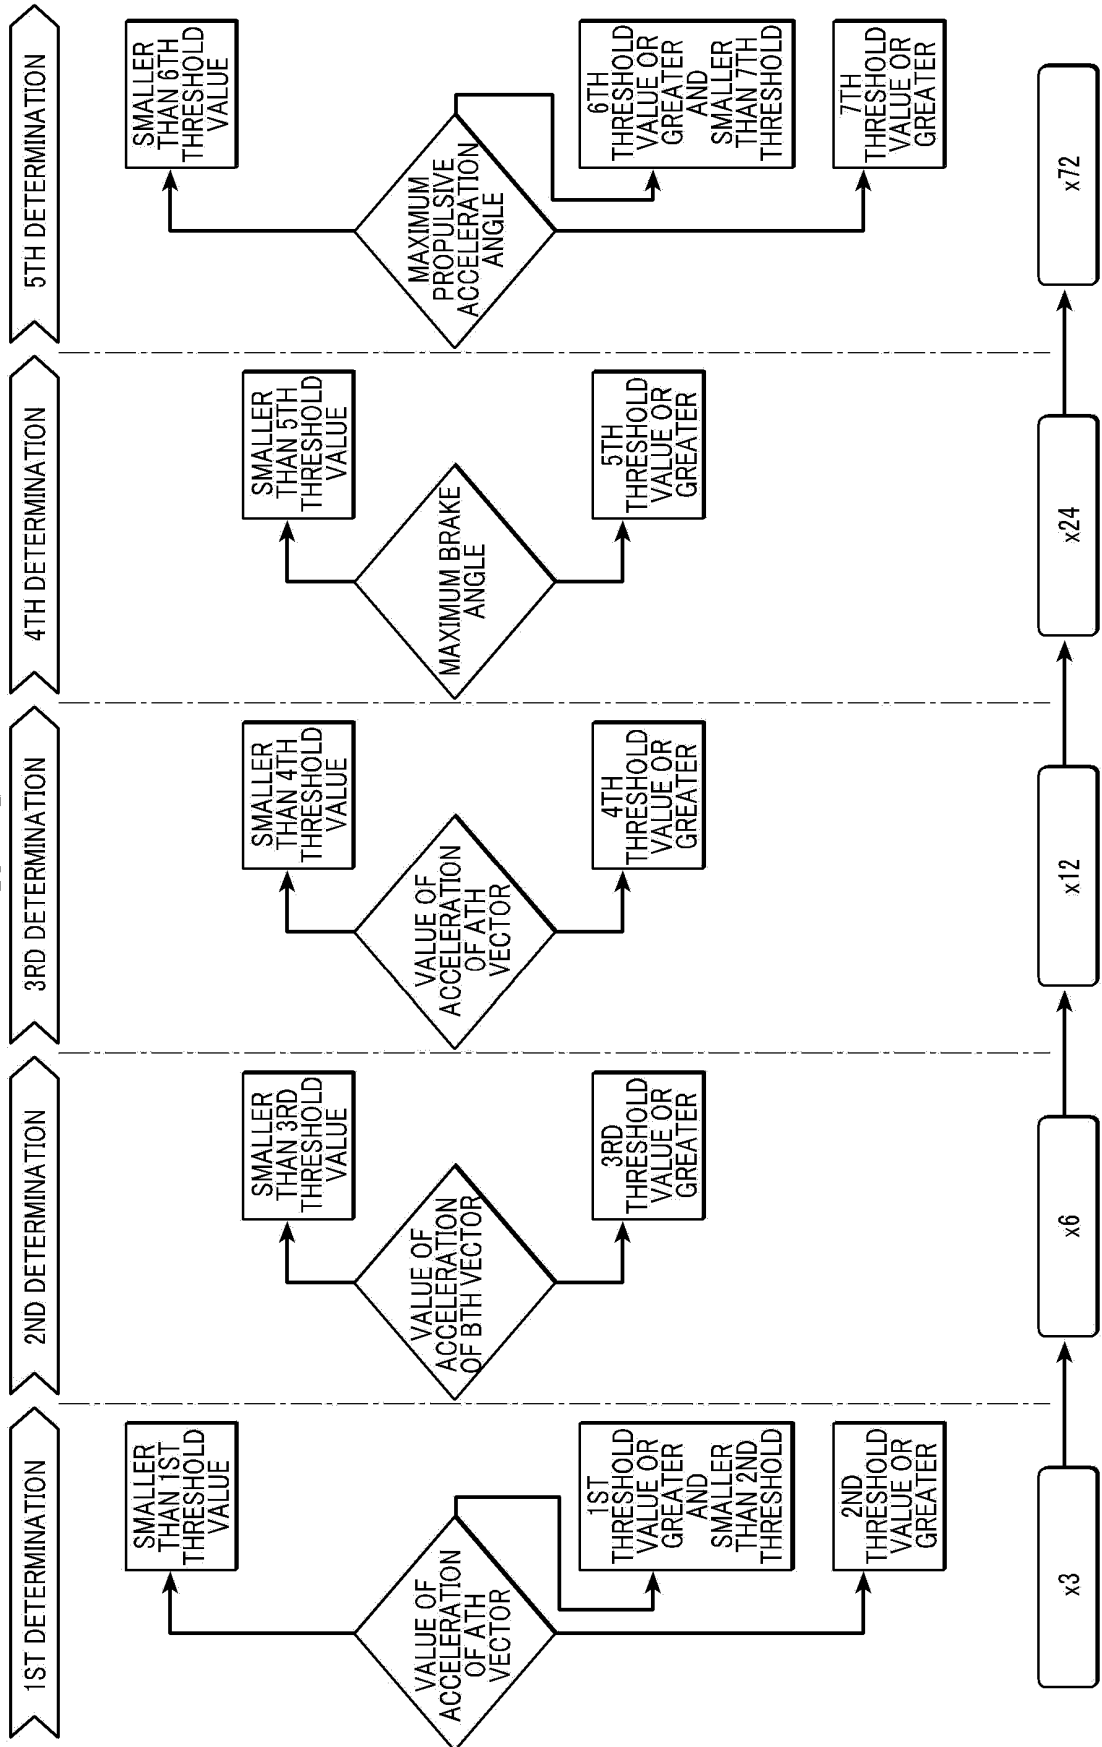 1ST DETERMINATION
SMALLER
THAN 1ST
THRESHOLD
VALUE
VALUE OF
ACCELERATION
OF ATH
VECTOR
1ST
THRESHOLD
VALUE OR
GREATER
AND
SMALLER
THAN 2ND
THRESHOLD
2ND
THRESHOLD
VALUE OR
GREATER
x3
2ND DETERMINATION
SMALLER
THAN 3RD
THRESHOLD
VALUE
VALUE OF
ACCELERATION
OF BTH VECTOR
3RD
THRESHOLD
VALUE OR
GREATER
x6
3RD DETERMINATION
SMALLER
THAN 4TH
THRESHOLD
VALUE
VALUE OF
ACCELERATION
OF ATH
VECTOR
4TH
THRESHOLD
VALUE OR
GREATER
x12
4TH DETERMINATION
SMALLER
THAN 5TH
THRESHOLD
VALUE
MAXIMUM BRAKE
ANGLE
5TH
THRESHOLD
VALUE OR
GREATER
x24
5TH DETERMINATION
SMALLER
THAN 6TH
THRESHOLD
VALUE
MAXIMUM
PROPULSIVE
ACCELERATION
ANGLE
6TH
THRESHOLD
VALUE OR
GREATER
AND
SMALLER
THAN 7TH
THRESHOLD
7TH
THRESHOLD
VALUE OR
GREATER
x72